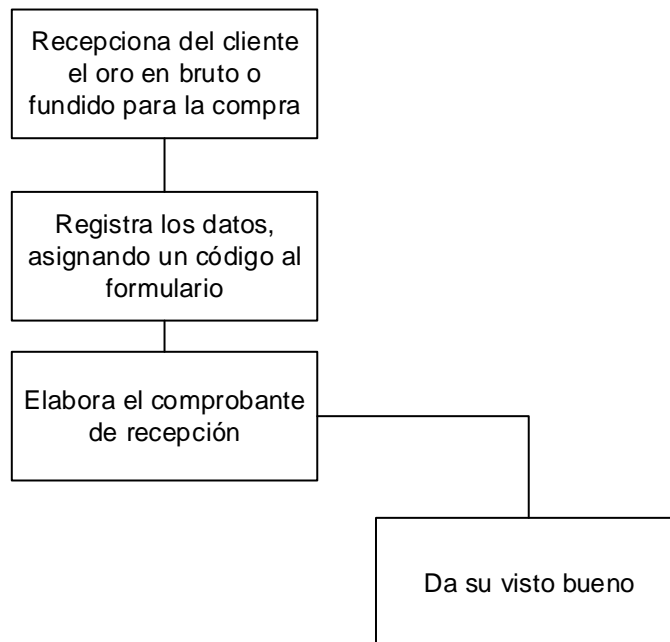 Recepciona del cliente
el oro en bruto o
fundido para la compra
Registra los datos,
asignando un código al
formulario
Elabora el comprobante
de recepción
Da su visto bueno